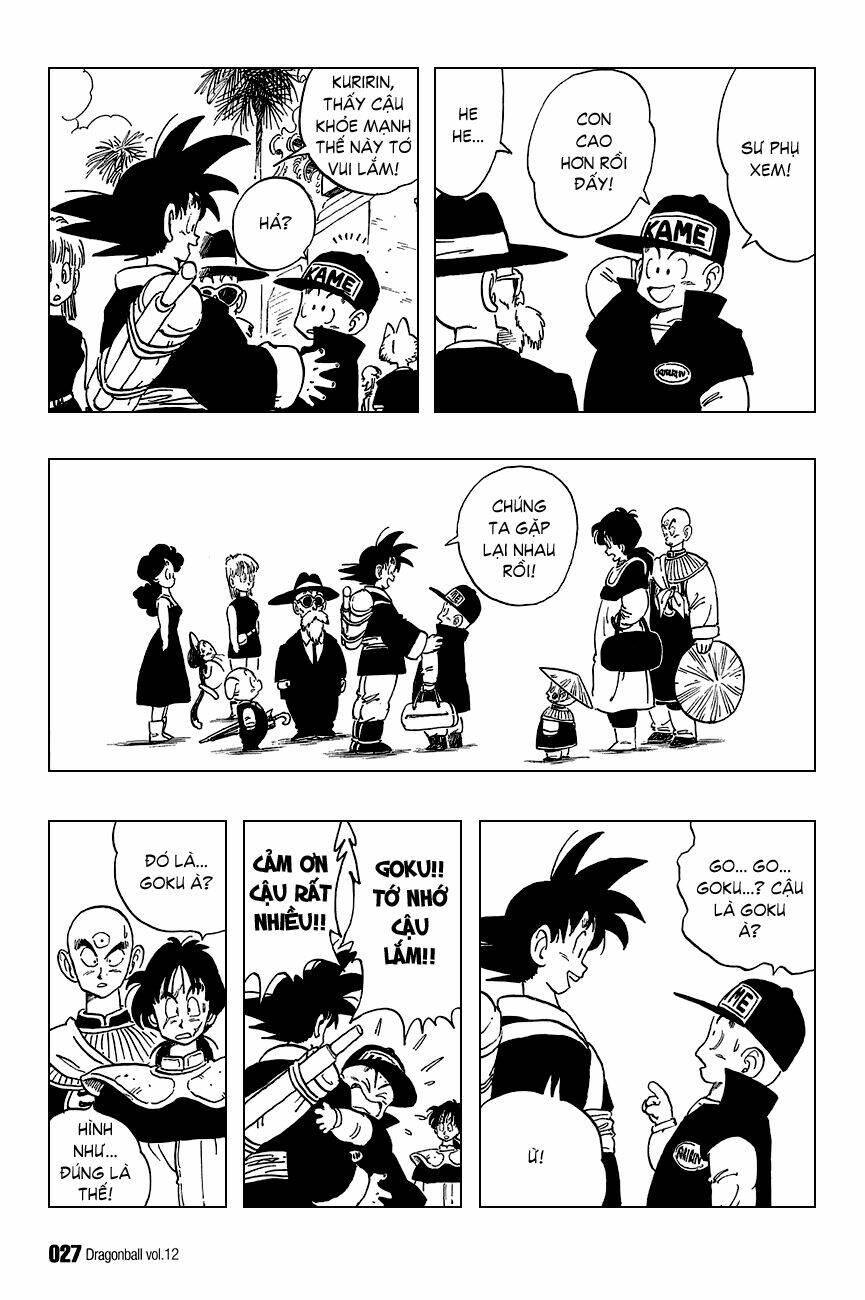 SƯ PHỤ
XEM!
CON
CAO
HƠN RỒI
ĐẤY!
HE
HE...
KAME
KURIRIN
KURIRIN,
THẤY CẬU
KHỎE MẠNH
THẾ NÀY TỚ
VUI LẮM!
HẢ?
KAME
CHÚNG
TA GẶP
LẠI NHAU
RỒI!
GO... GO...
GOKU...? CẬU
LÀ GOKU
À?
ME
Ừ!
GOKU!!
TỚ NHỚ
CẬU
LẮM!!
CẢM ƠN
CẬU RẤT
NHIỀU!!
ĐÓ LÀ...
GOKU À?
HÌNH
NHƯ...
ĐÚNG LÀ
THẾ!
027 Dragonball vol.12